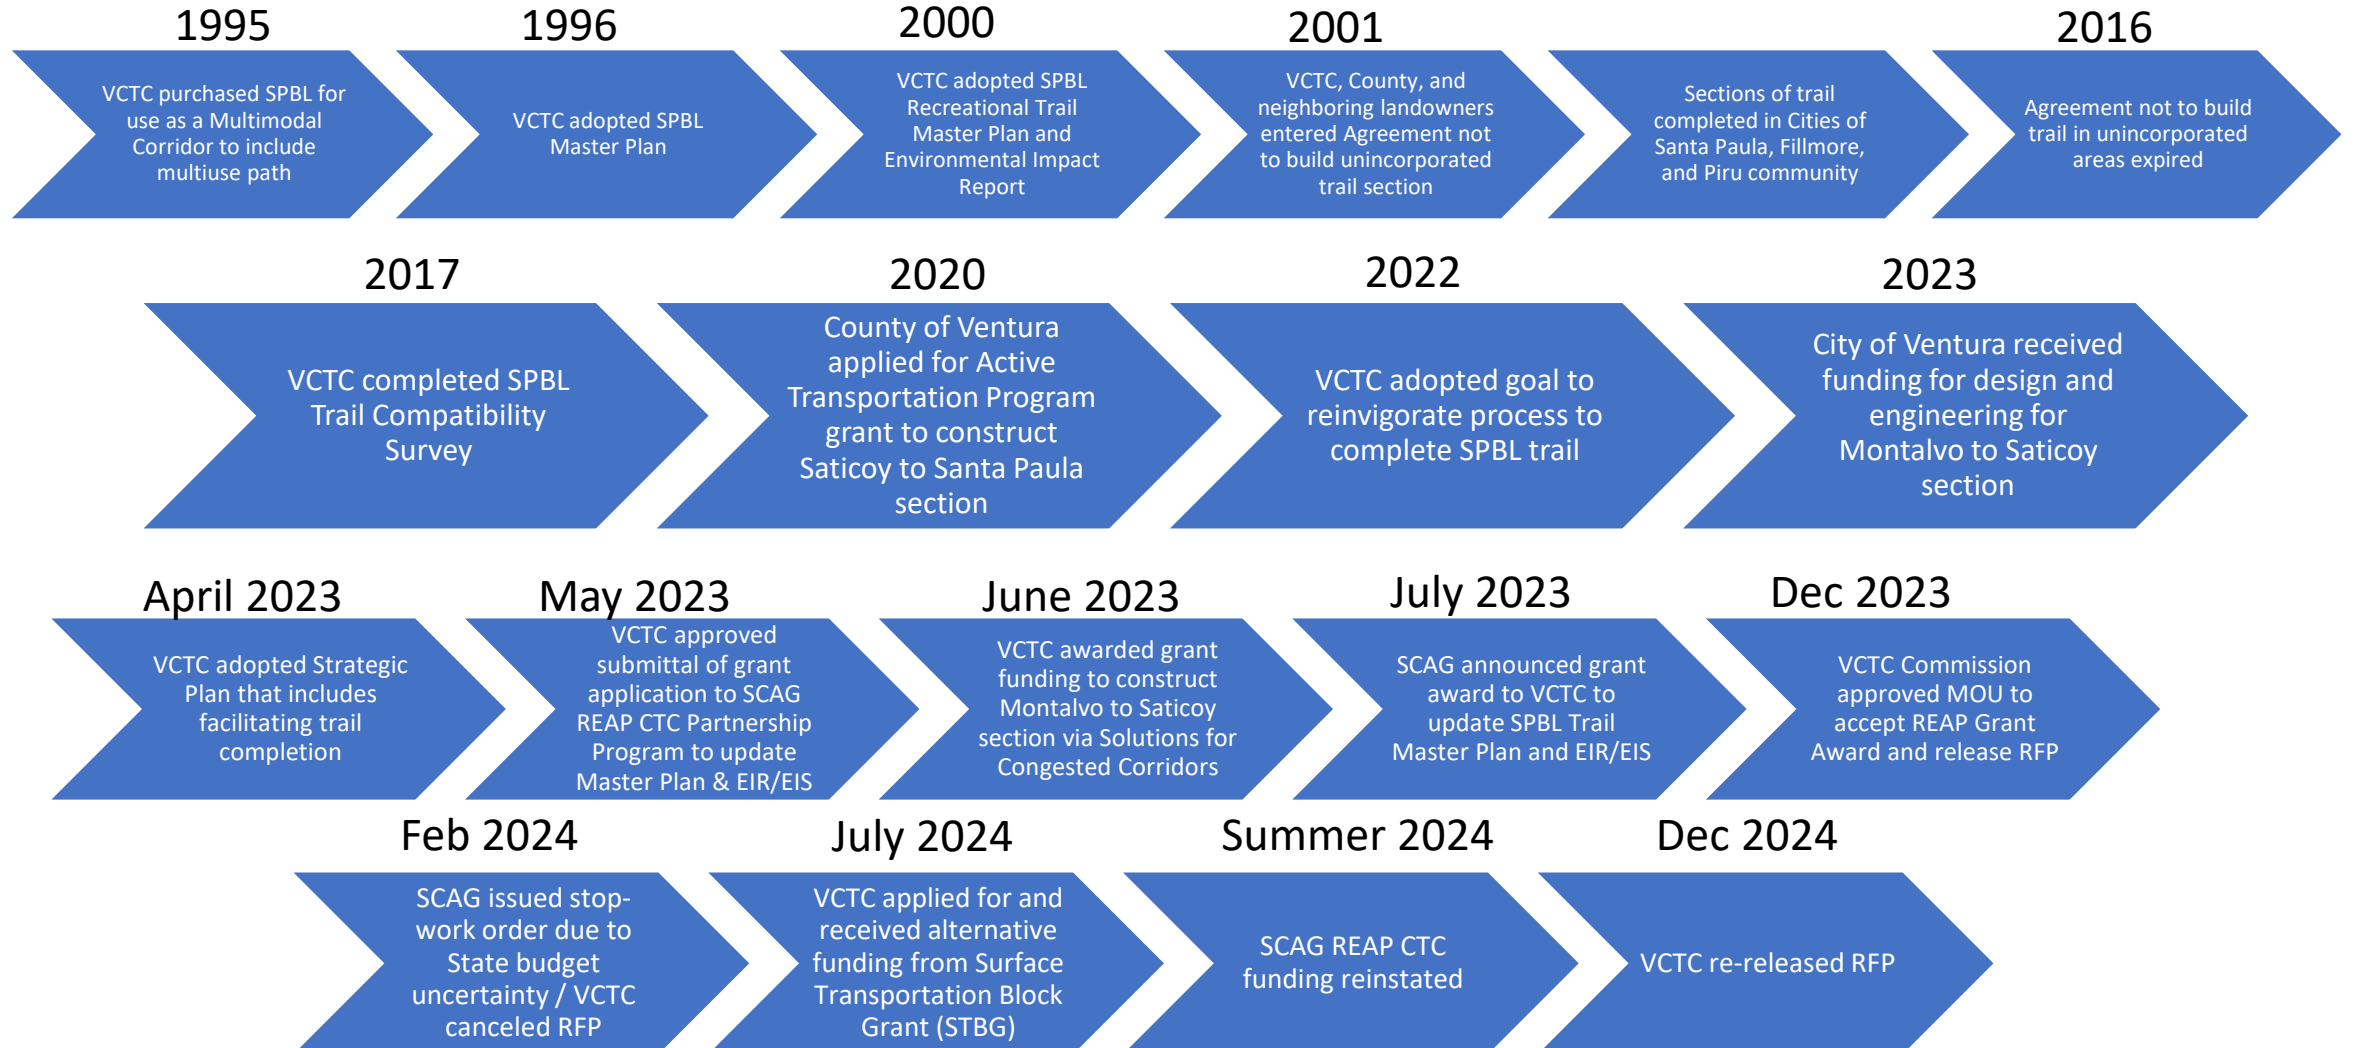 1995
VCTC purchased SPBL for
use as a Multimodal
Corridor to include
multiuse path
1996
VCTC adopted SPBL
Master Plan
2000
VCTC adopted SPBL
Recreational Trail
Master Plan and
Environmental Impact
Report
2001
VCTC, County, and
neighboring landowners
entered Agreement not
to build unincorporated
trail section
Sections of trail
completed in Cities of
Santa Paula, Fillmore,
and Piru community
2016
Agreement not to build
trail in unincorporated
areas expired
2017
VCTC completed SPBL
Trail Compatibility
Survey
2020
County of Ventura
applied for Active
Transportation Program
grant to construct
Saticoy to Santa Paula
section
2022
VCTC adopted goal to
reinvigorate process to
complete SPBL trail
2023
City of Ventura received
funding for design and
engineering for
Montalvo to Saticoy
section
April 2023
VCTC adopted Strategic
Plan that includes
facilitating trail
completion
May 2023
VCTC approved
submittal of grant
application to SCAG
REAP CTC Partnership
Program to update
Master Plan & EIR/EIS
June 2023
VCTC awarded grant
funding to construct
Montalvo to Saticoy
section via Solutions for
Congested Corridors
July 2023
SCAG announced grant
award to VCTC to
update SPBL Trail
Master Plan and EIR/EIS
Dec 2023
VCTC Commission
approved MOU to
accept REAP Grant
Award and release RFP
Feb 2024
SCAG issued stop-
work order due to
State budget
uncertainty / VCTC
canceled RFP
July 2024
VCTC applied for and
received alternative
funding from Surface
Transportation Block
Grant (STBG)
Summer 2024
SCAG REAP CTC
funding reinstated
Dec 2024
VCTC re-released RFP